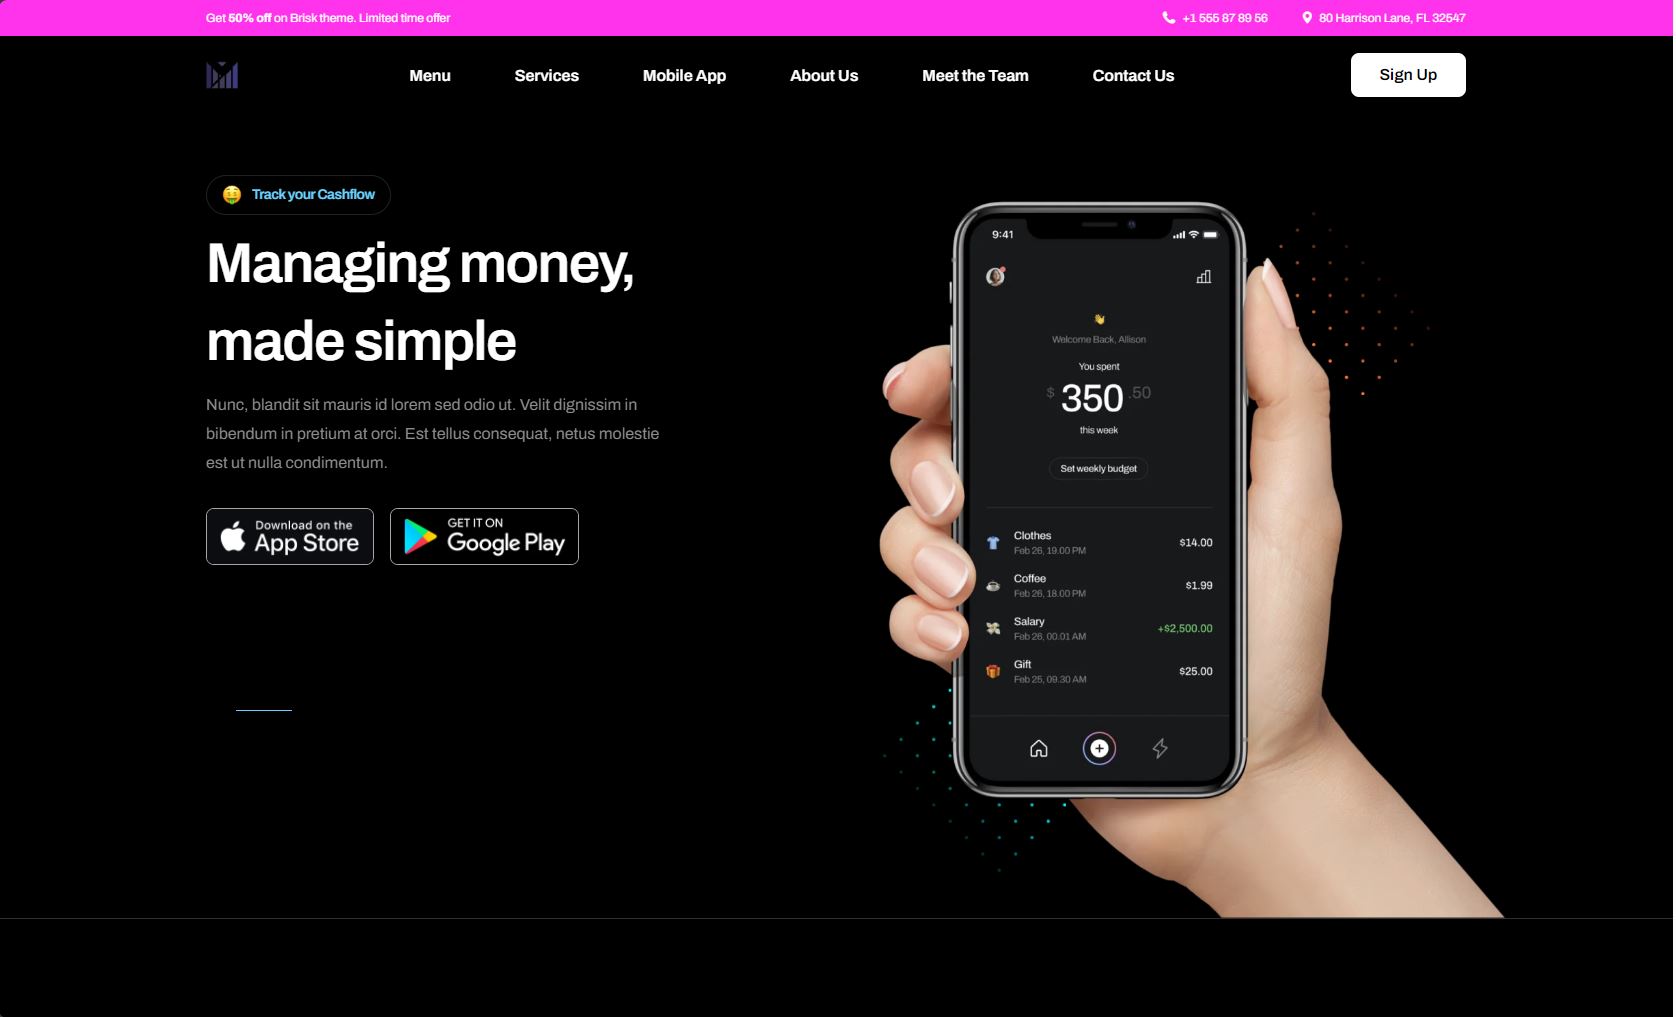 Get 50% off on Brisk theme. Limited time offer
+1 555 87 89 56
80 Harrison Lane, FL 32547
Menu
Services
Mobile App
About Us
Meet the Team
Contact Us
Sign Up
Track your Cashflow
Managing money,
made simple
Nunc, blandit sit mauris id lorem sed odio ut. Velit dignissim in
bibendum in pretium at orci. Est tellus consequat, netus molestie
est ut nulla condimentum.
Download on the
App Store
GET IT ON
Google Play
9:41
Welcome Back, Allison
You spent
$ 350 .50
this week
Set weekly budget
Clothes
Feb 26, 19.00 PM
$14.00
Coffee
Feb 26, 18.00 PM
$1.99
Salary
Feb 26, 00.01 AM
+$2,500.00
Gift
Feb 25, 09.30 AM
$25.00